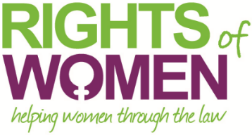 RIGHTS of
WOMEN
helping women through the law